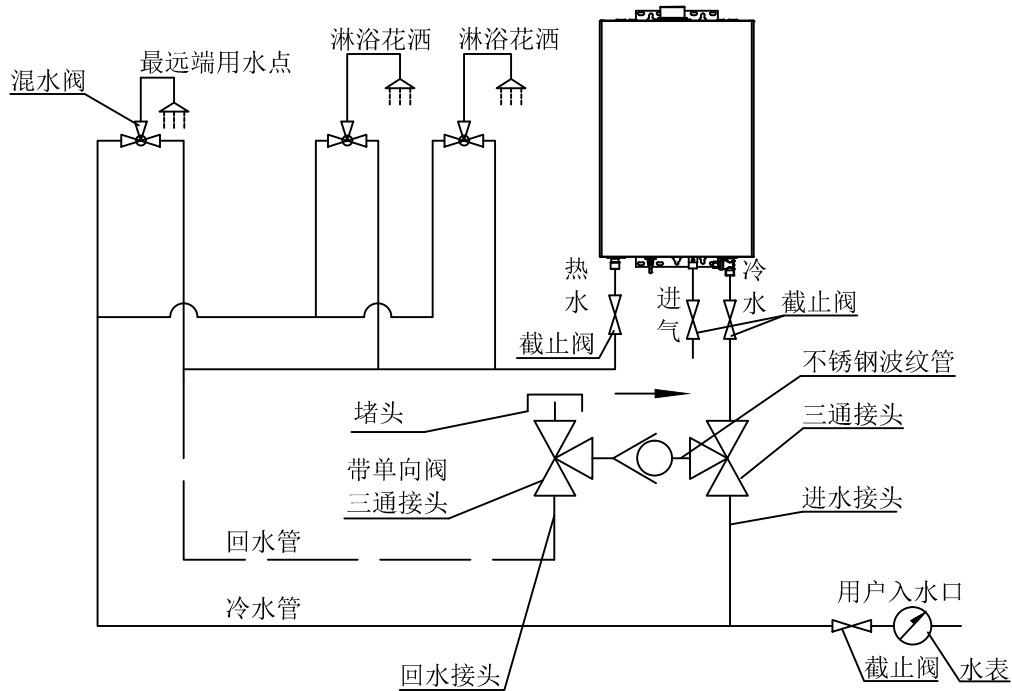 淋浴花洒
淋浴花洒
最远端用水点
混水阀
热水
进气
冷水
截止阀
截止阀
不锈钢波纹管
堵头
三通接头
带单向阀
三通接头
进水接头
回水管
冷水管
用户入水口
回水接头
截止阀
水表